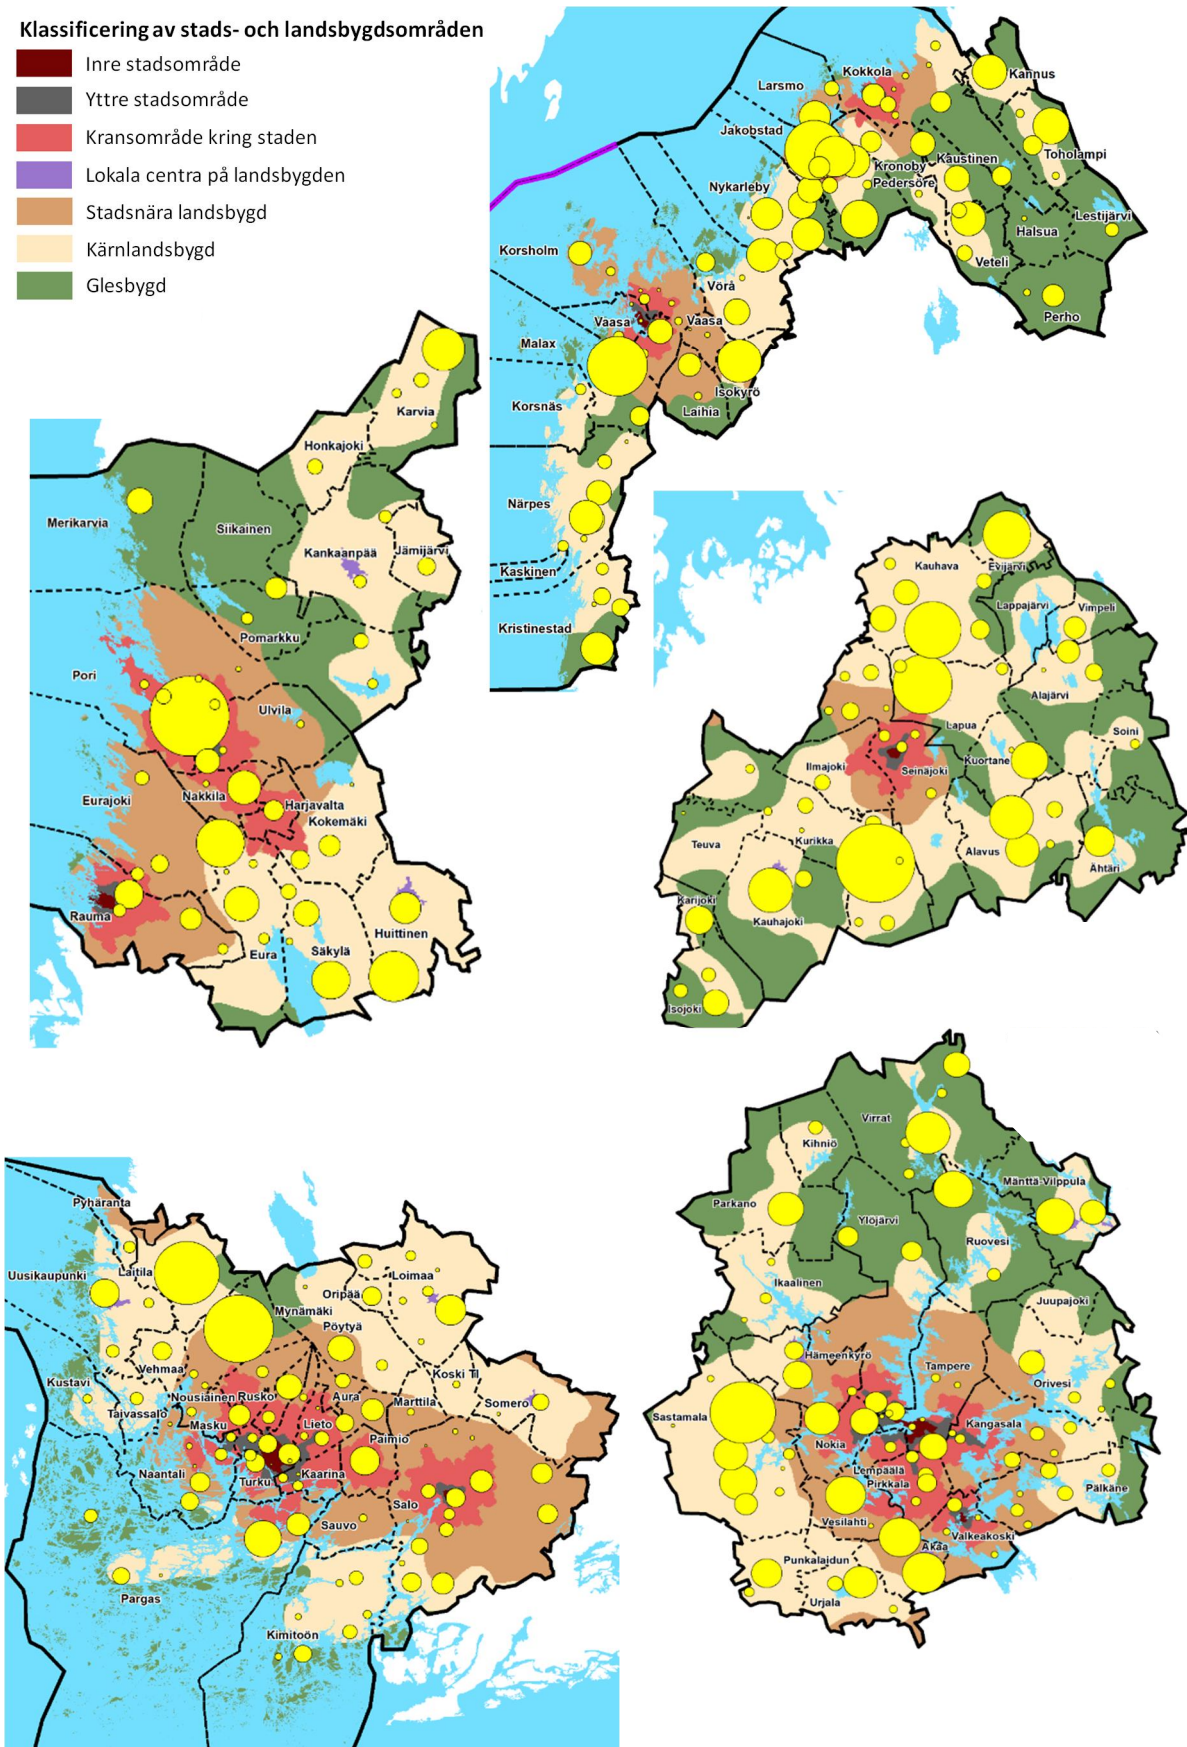 Klassificering av stads- och landsbygdsområden
Inre stadsområde
Yttre stadsområde
Kransområde kring staden
Lokala centra på landsbygden
Stadsnära landsbygd
Kärnlandsbygd
Glesbygd
Kokkola
Kannus
Larsmo
Jakobstad
Toholampi
Kaustinen
Kronoby
Pedersöre
Nykarleby
Lestijärvi
Halsua
Korsholm
Veteli
Vörå
Perho
Vaasa
Vaasa
Malax
Isokyrö
Korsnäs
Laihia
Närpes
Kaskinen
Kristinestad
Karvia
Honkajoki
Merikarvia
Siikainen
Kankaanpää
Jämijärvi
Pomarkku
Pori
Ulvila
Nakkila
Eurajoki
Harjavalta
Kokemäki
Rauma
Huittinen
Eura
Säkylä
Kauhava
Evijärvi
Lappajärvi
Vimpeli
Alajärvi
Lapua
Soini
Kuortane
Ilmajoki
Seinäjoki
Teuva
Kurikka
Alavus
Ähtäri
Karijoki
Kauhajoki
Isojoki
Pyhäranta
Uusikaupunki
Laitila
Loimaa
Oripää
Mynämäki
Pöytyä
Vehmaa
Koski Tl
Kustavi
Nousiainen
Rusko
Aura
Marttila
Somero
Taivassalo
Masku
Lieto
Paimio
Naantali
Turku
Kaarina
Salo
Sauvo
Pargas
Kimitoön
Virrat
Kihniö
Mänttä-Vilppula
Parkano
Ylöjärvi
Ruovesi
Ikaalinen
Juupajoki
Hämeenkyrö
Tampere
Orivesi
Sastamala
Kangasala
Nokia
Lempäälä
Pirkkala
Pälkäne
Vesilahti
Valkeakoski
Akaa
Punkalaidun
Urjala